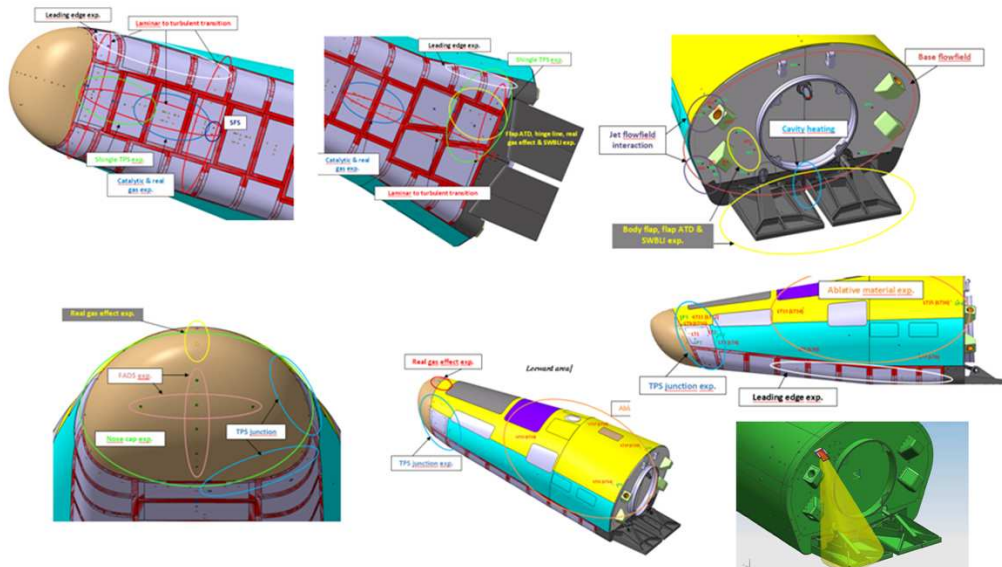 Leading edge exp.
Laminar to turbulent transition
SFS
Shingle TPS exp.
Catalytic & real
gas exp.
Leading edge exp.
Shingle TPS exp.
Flap ATD, hinge line, real
gas effect & SWBLI exp.
Catalytic & real
gas exp.
Laminar to turbulent transition
Base flowfield
Jet flowfield
interaction
Cavity heating
Body flap, flap ATD &
SWBLI exp.
Real gas effect exp.
FADS exp.
Nose cap exp.
TPS junction
Real gas effect exp.
Leeward area
TPS junction exp.
Ablative material exp.
TPS junction exp.
Leading edge exp.